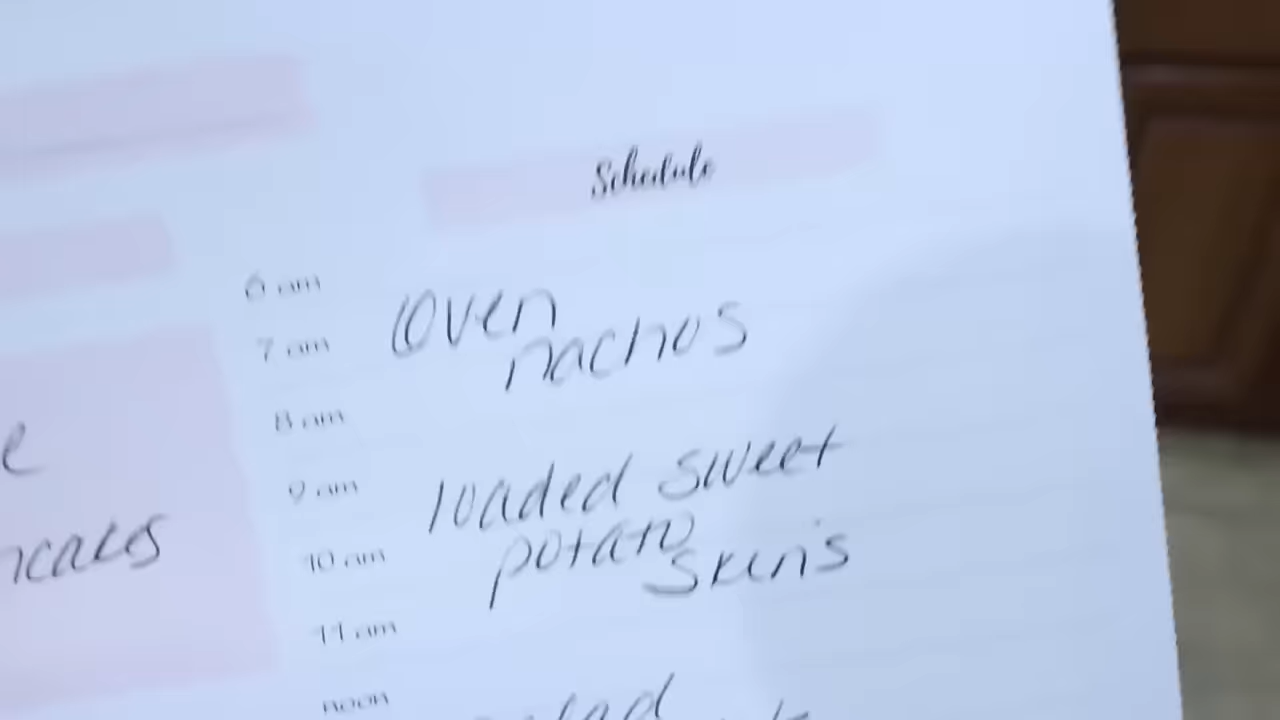 Schedule
6 am
7 am
8 am
9 am
10 am
11 am
noon
oven
nachos
loaded sweet
potato
skins